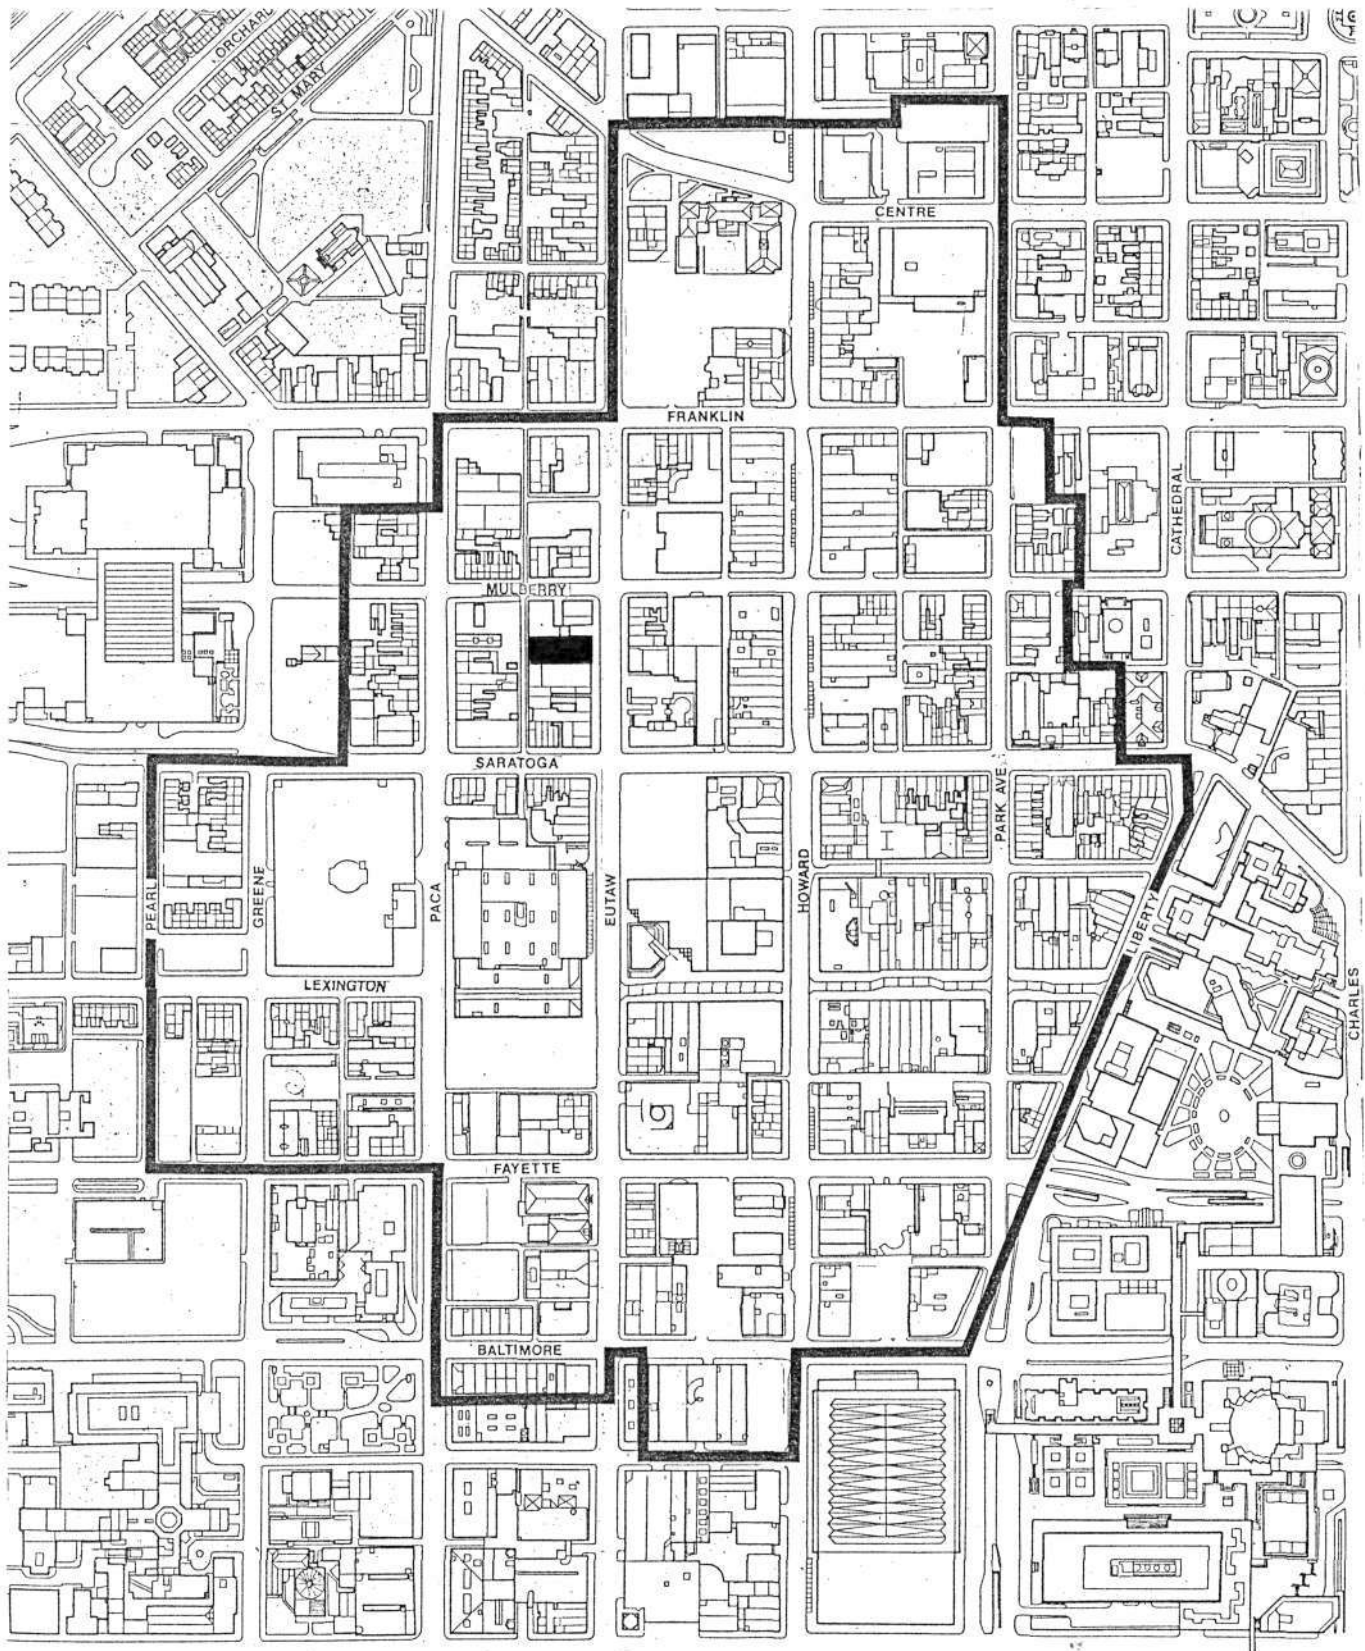 ORCHARD
ST. MARY
CENTRE
FRANKLIN
CATHEDRAL
MULBERRY
SARATOGA
PARK AVE.
PEARL
GREENE
PACA
EUTAW
HOWARD
LIBERTY
LEXINGTON
CHARLES
FAYETTE
BALTIMORE